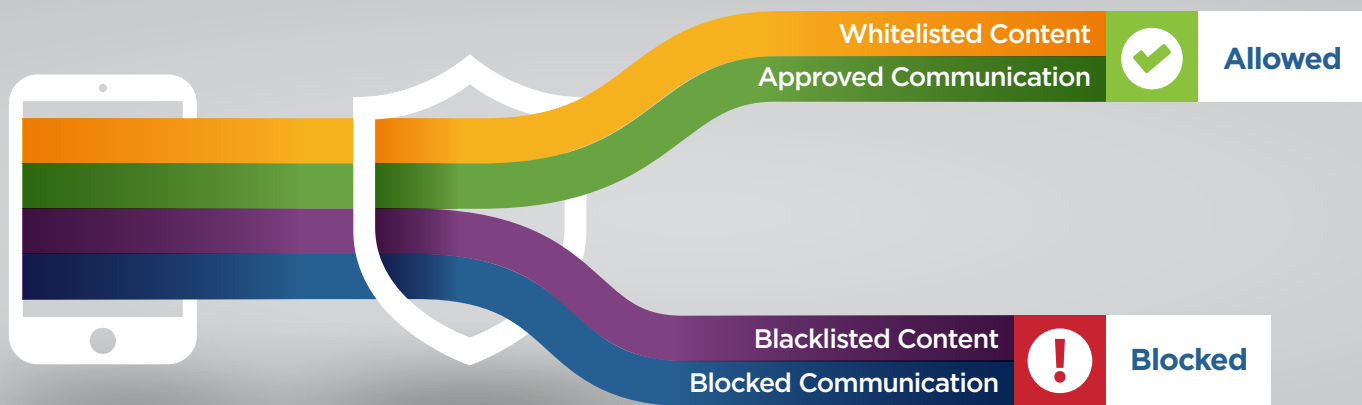 Whitelisted Content
Approved Communication
Allowed
Blacklisted Content
Blocked Communication
Blocked